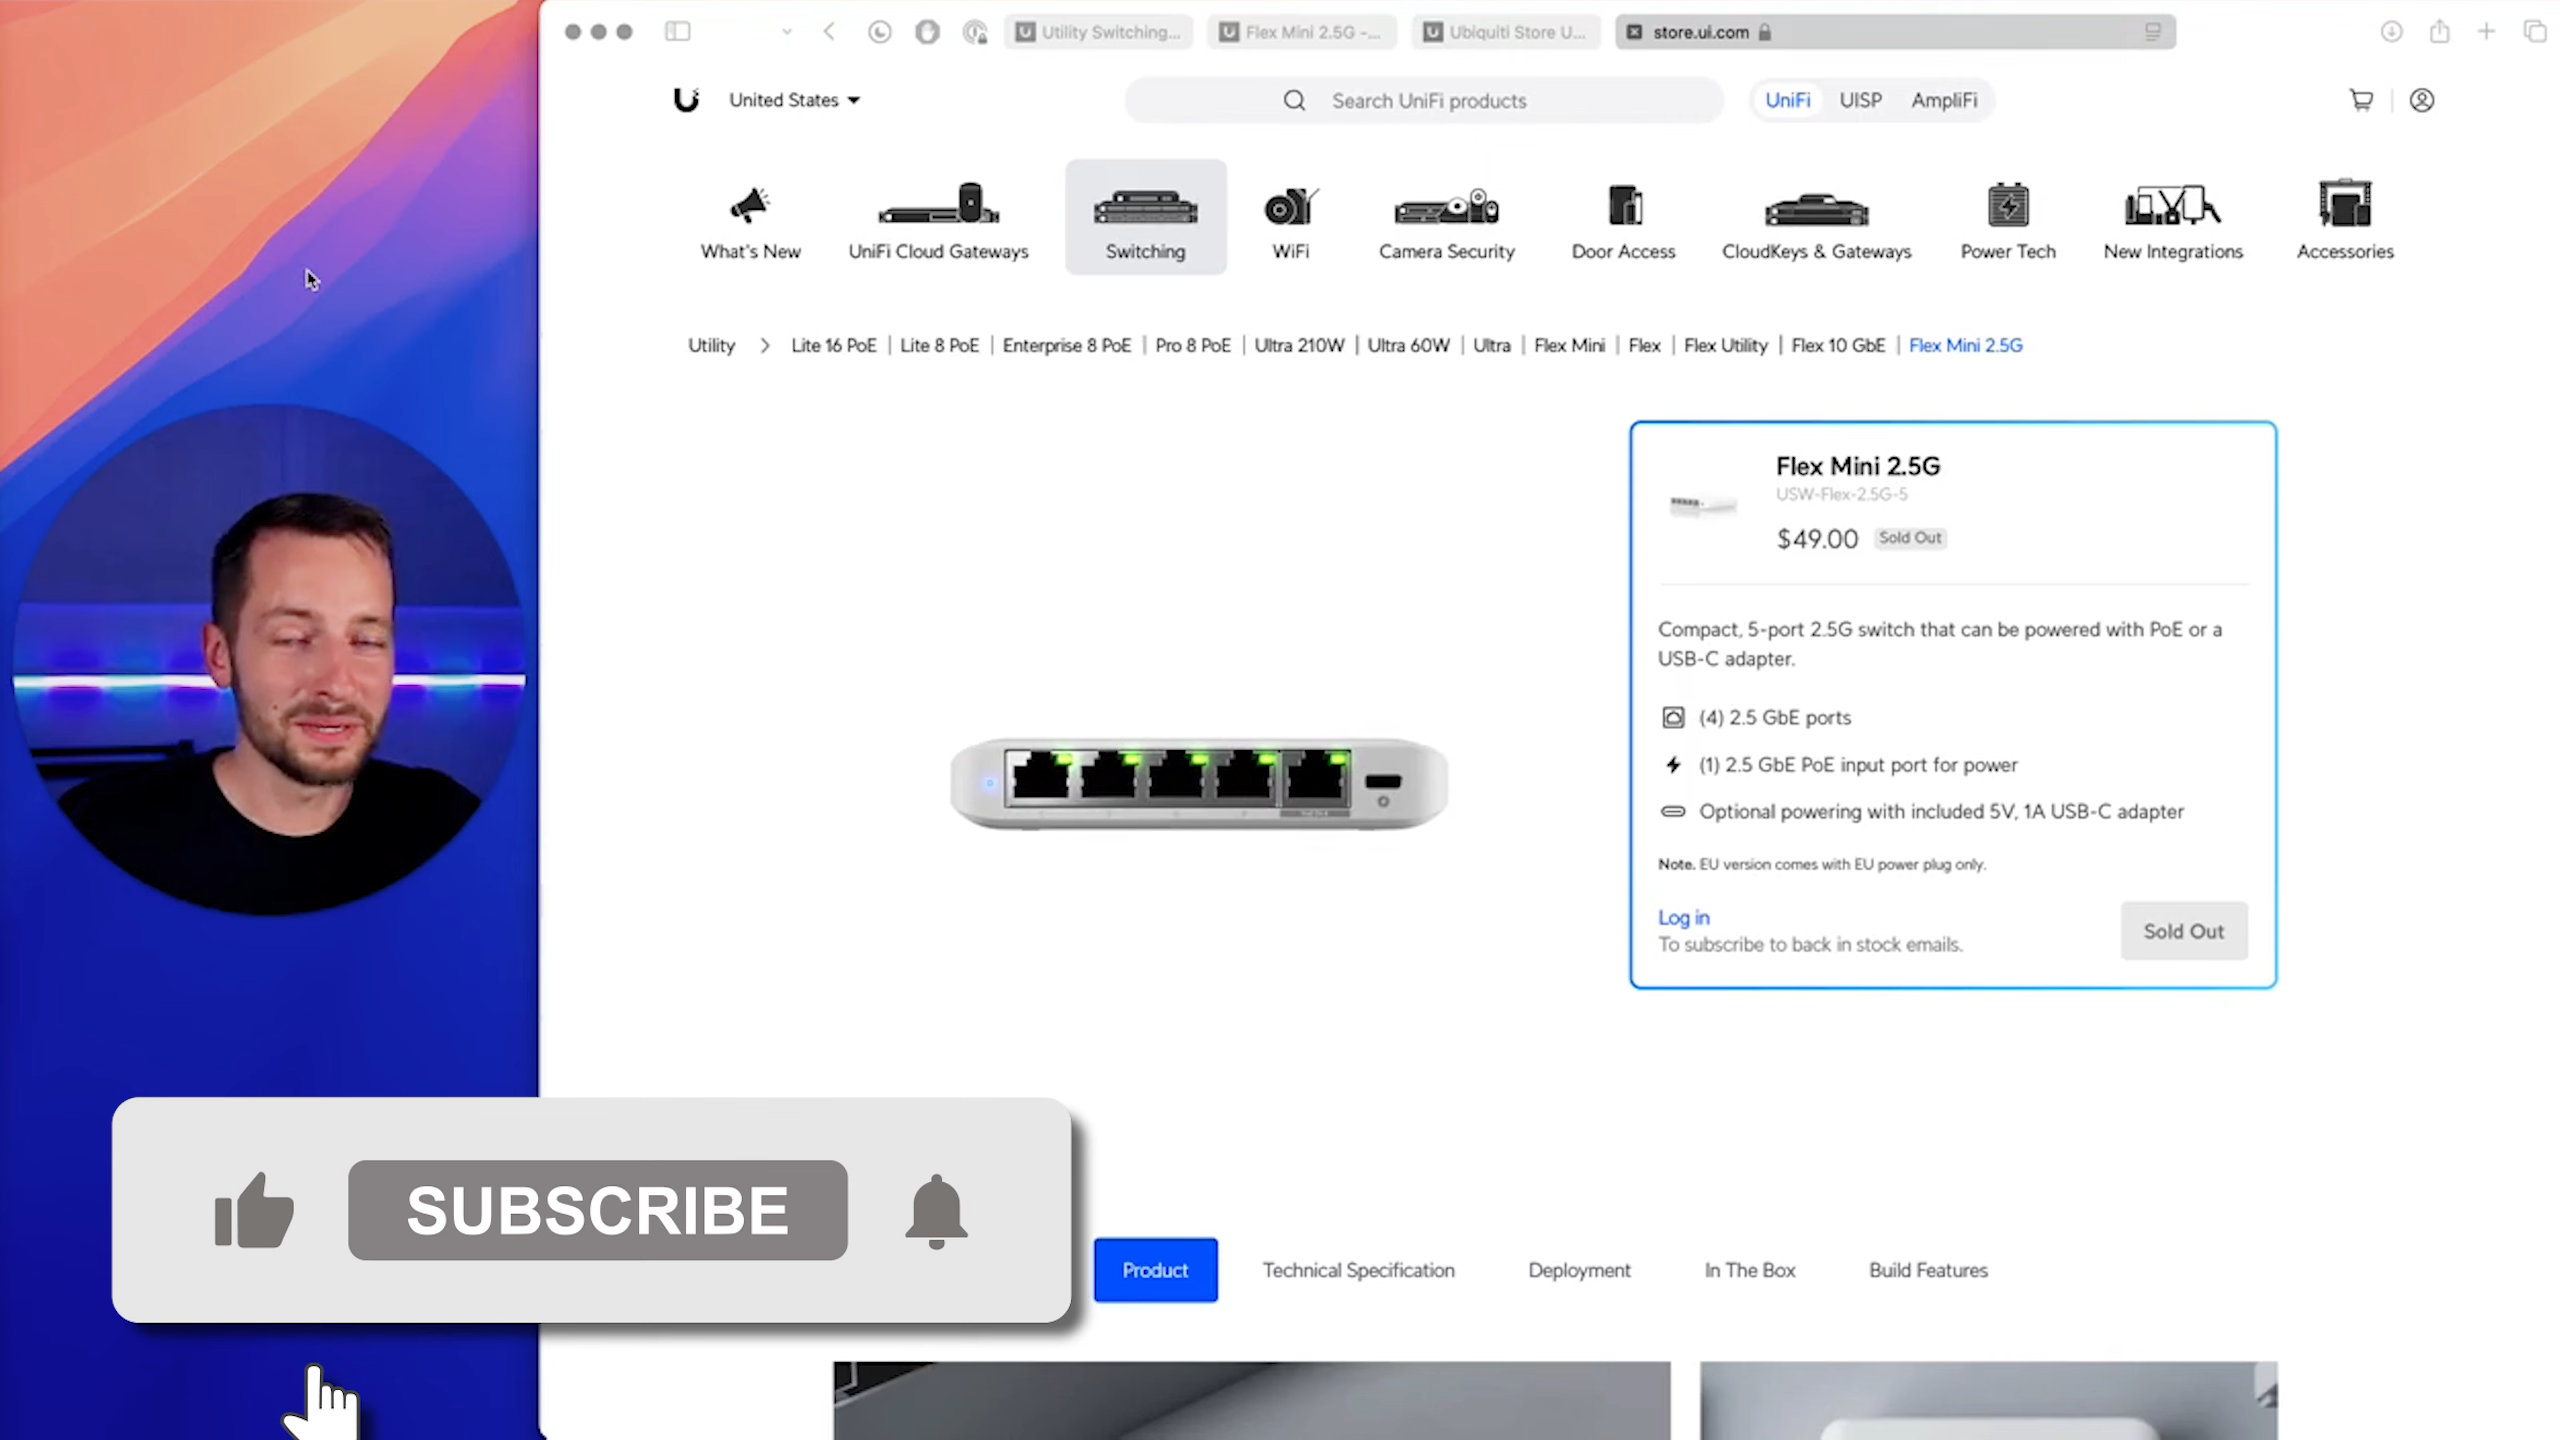 Utility Switching...
Flex Mini 2.5G -...
Ubiquiti Store U...
store.ui.com
United States
Search UniFi products
UniFi
UISP
AmpliFi
What's New
UniFi Cloud Gateways
Switching
WiFi
Camera Security
Door Access
CloudKeys & Gateways
Power Tech
New Integrations
Accessories
Utility > Lite 16 PoE | Lite 8 PoE | Enterprise 8 PoE | Pro 8 PoE | Ultra 210W | Ultra 60W | Ultra | Flex Mini | Flex | Flex Utility | Flex 10 GbE | Flex Mini 2.5G
Flex Mini 2.5G
USW-Flex-2.5G-5
$49.00 Sold Out
Compact, 5-port 2.5G switch that can be powered with PoE or a
USB-C adapter.
(4) 2.5 GbE ports
(1) 2.5 GbE PoE input port for power
Optional powering with included 5V, 1A USB-C adapter
Note. EU version comes with EU power plug only.
Log in
To subscribe to back in stock emails.
Sold Out
SUBSCRIBE
Product
Technical Specification
Deployment
In The Box
Build Features